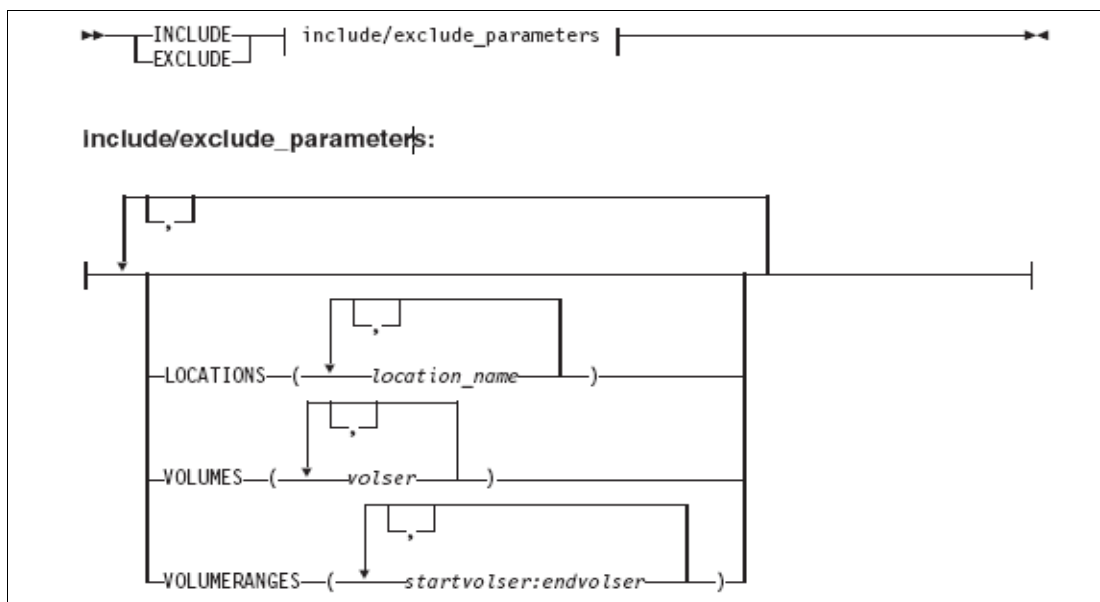 INCLUDE include/exclude_parameters
EXCLUDE
include/exclude_parameters:
,
,
LOCATIONS ( location_name )
,
VOLUMES ( volser )
,
VOLUMERANGES ( startvolser:endvolser )